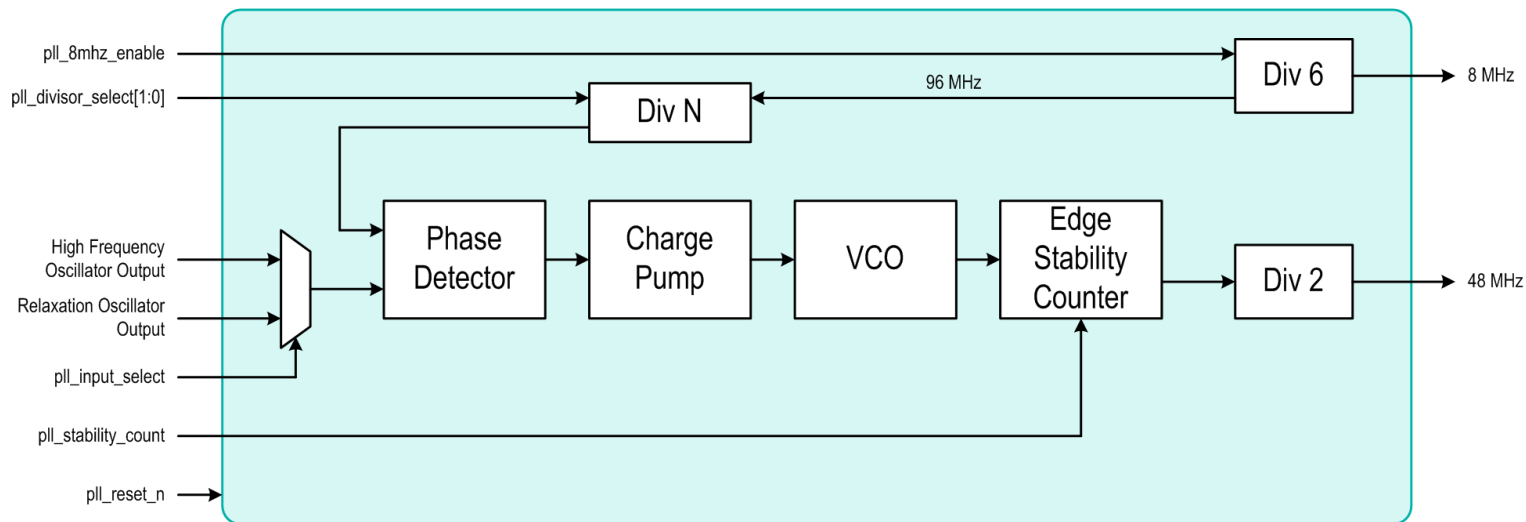 pll_8mhz_enable
Div 6
8 MHz
96 MHz
pll_divisor_select[1:0]
Div N
High Frequency
Oscillator Output
Relaxation Oscillator
Output
Phase
Detector
Charge
Pump
VCO
Edge
Stability
Counter
Div 2
48 MHz
pll_input_select
pll_stability_count
pll_reset_n